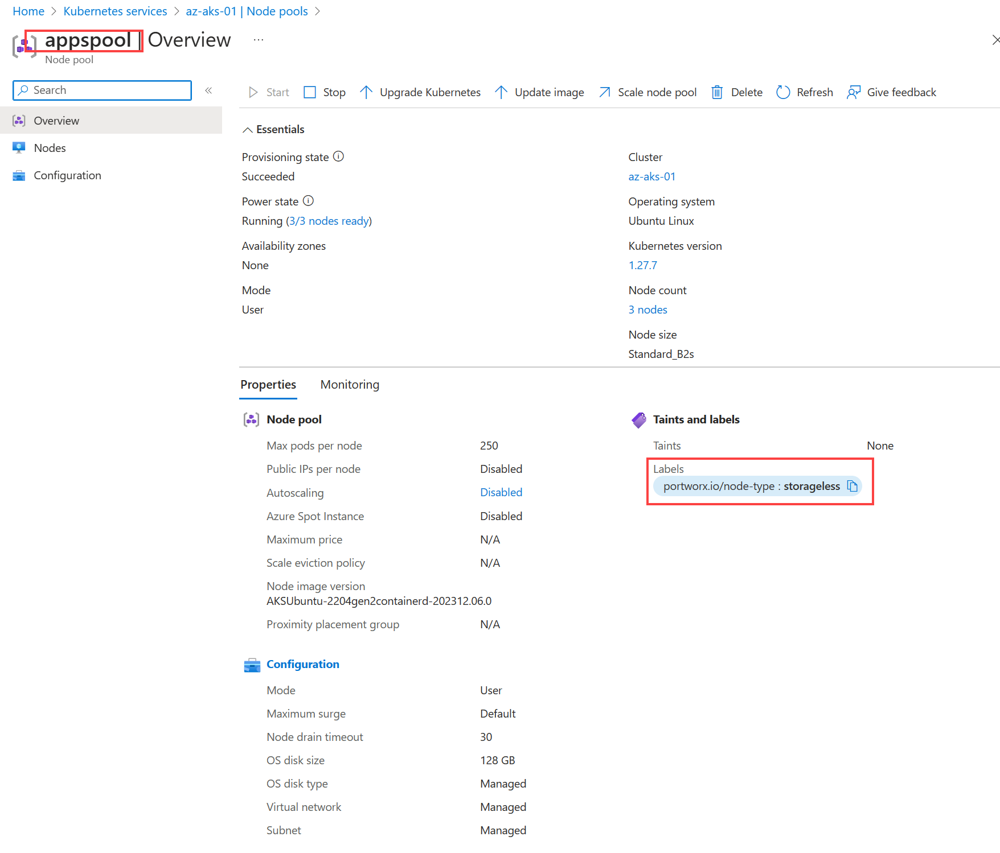 Home > Kubernetes services > az-aks-01 | Node pools >
appspool | Overview ...
Node pool
Search «
Start Stop Upgrade Kubernetes Update image Scale node pool Delete Refresh Give feedback
Overview
Nodes
Configuration
Essentials
Provisioning state
Succeeded
Power state
Running (3/3 nodes ready)
Availability zones
None
Mode
User
Cluster
az-aks-01
Operating system
Ubuntu Linux
Kubernetes version
1.27.7
Node count
3 nodes
Node size
Standard_B2s
Properties Monitoring
Node pool
Max pods per node 250
Public IPs per node Disabled
Autoscaling Disabled
Azure Spot Instance Disabled
Maximum price N/A
Scale eviction policy N/A
Node image version
AKSUbuntu-2204gen2containerd-202312.06.0
Proximity placement group N/A
Taints and labels
Taints None
Labels
portworx.io/node-type : storageless
Configuration
Mode User
Maximum surge Default
Node drain timeout 30
OS disk size 128 GB
OS disk type Managed
Virtual network Managed
Subnet Managed